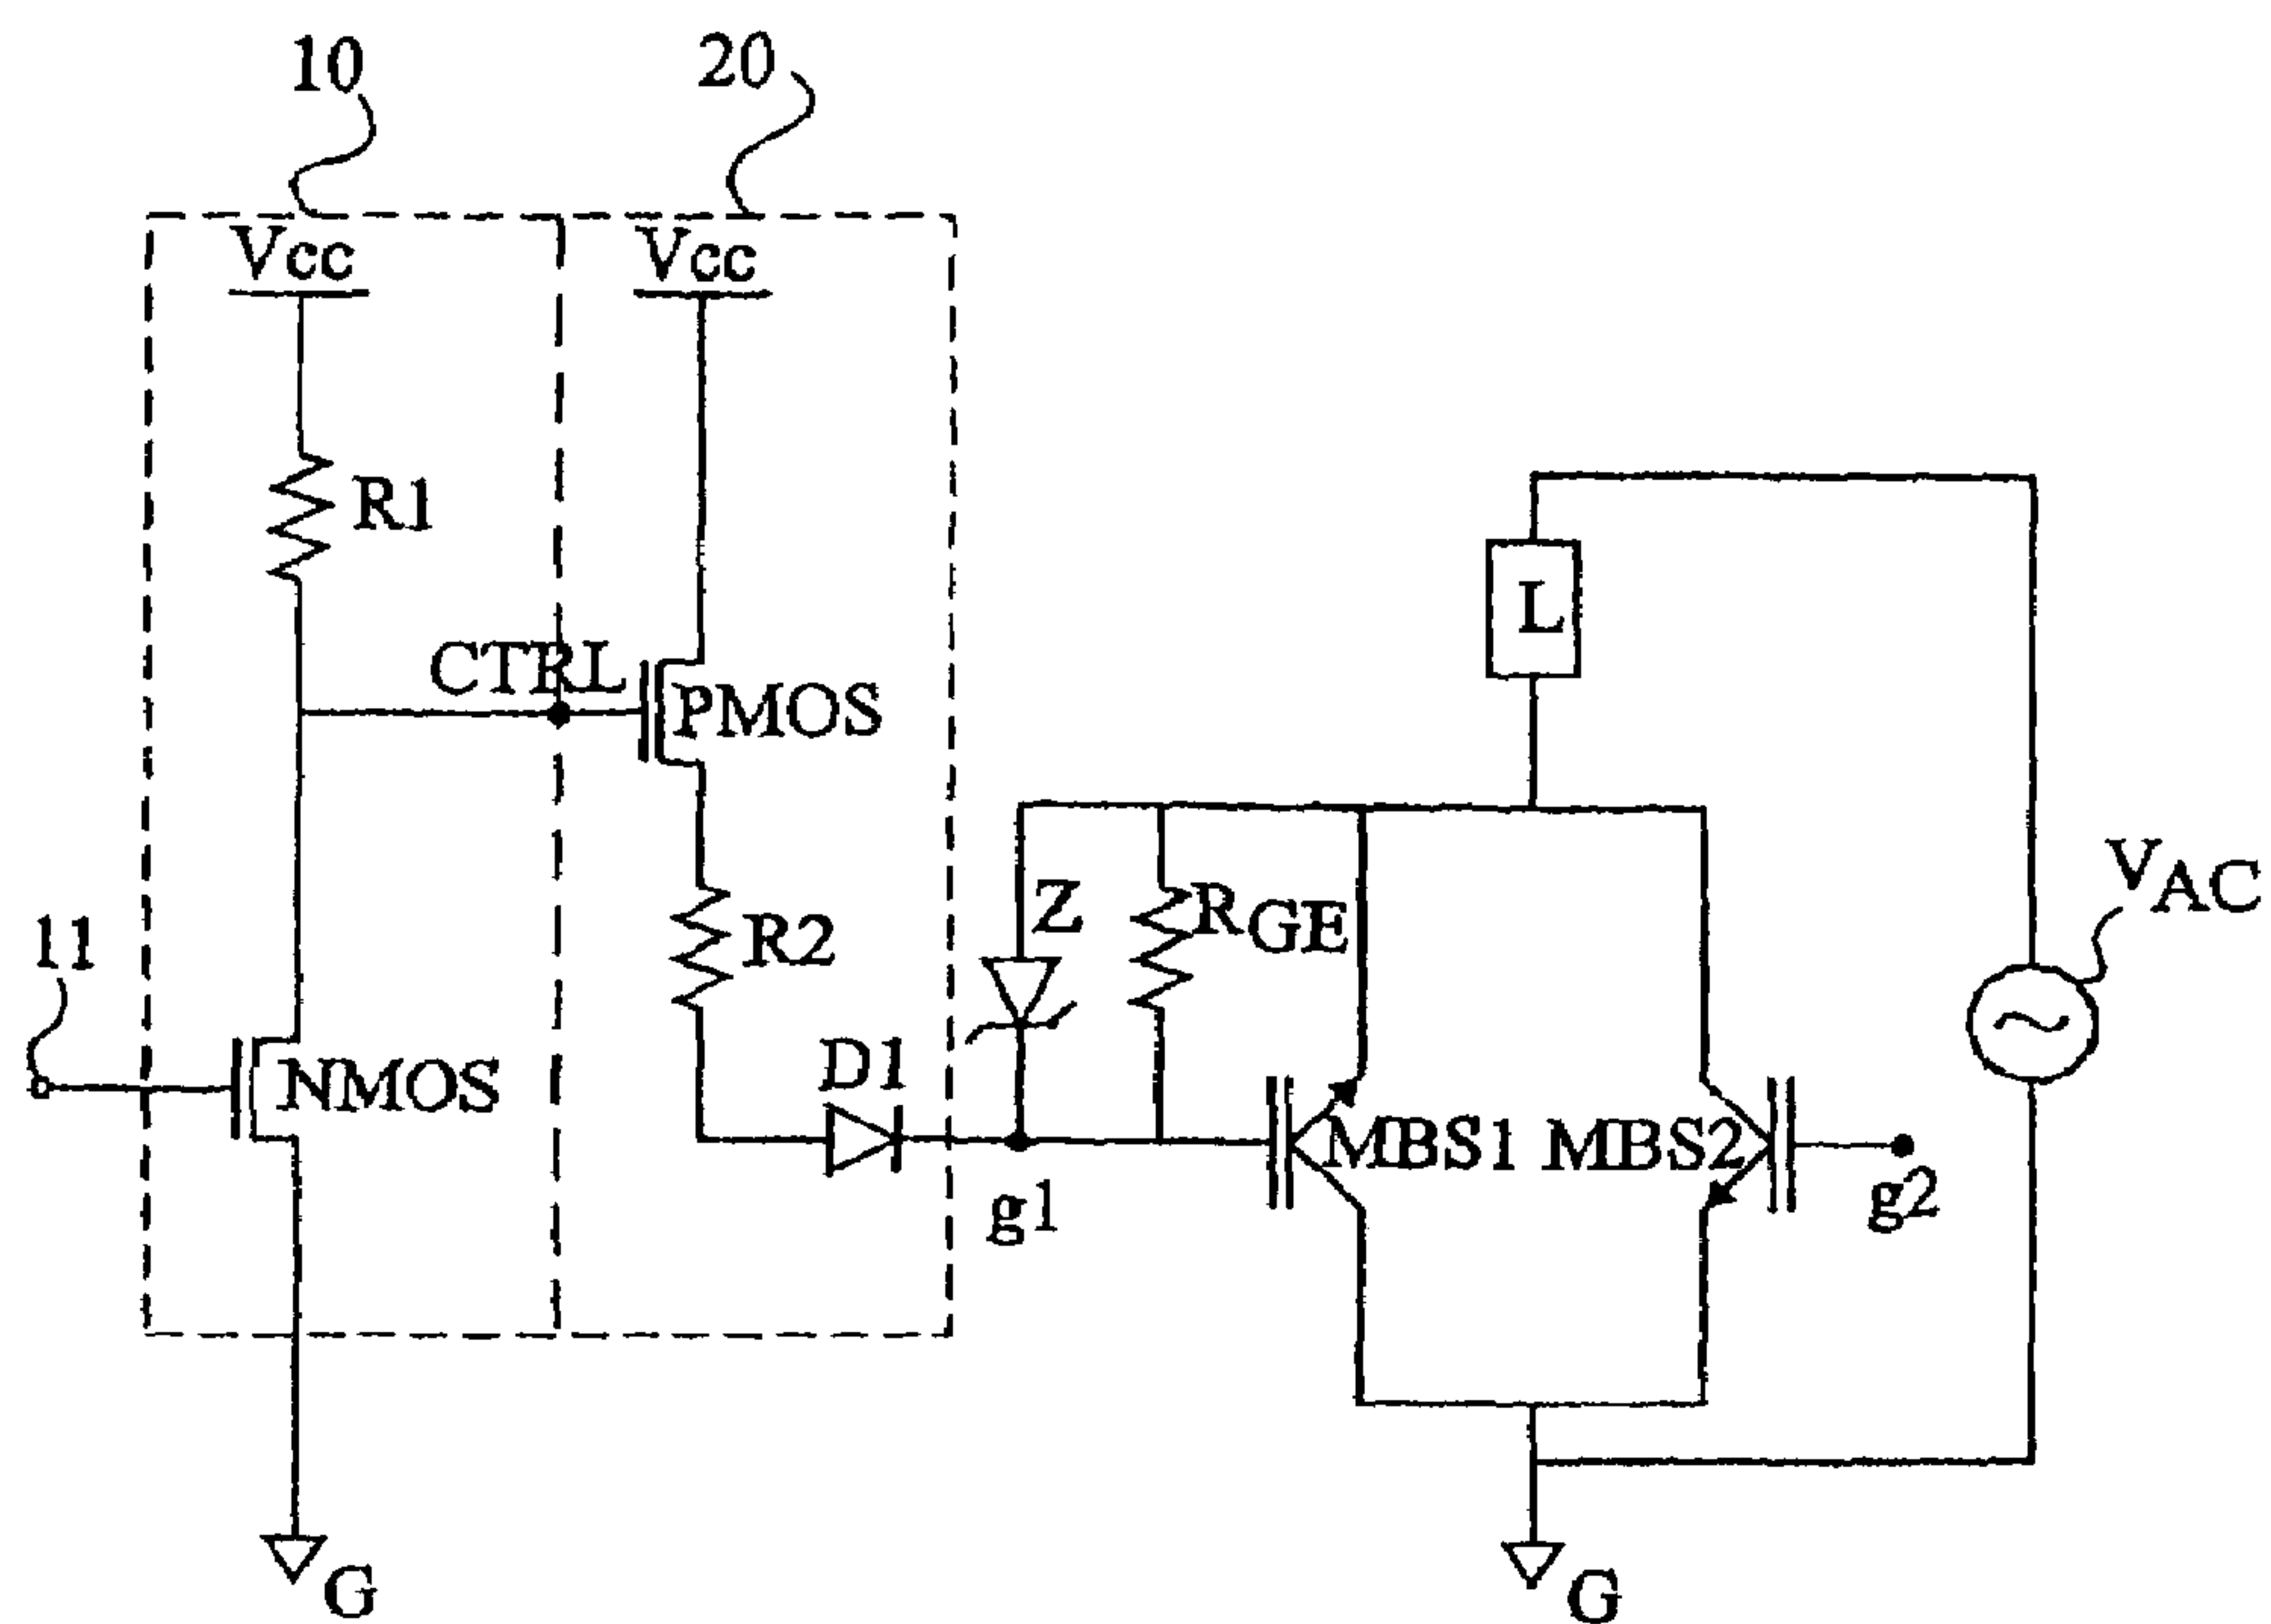 10
20
Vcc
Vcc
R1
L
CTRL
PMOS
VAC
Z
RGE
R2
11
D1
NMOS
MBS1
MBS2
g1
g2
G
G